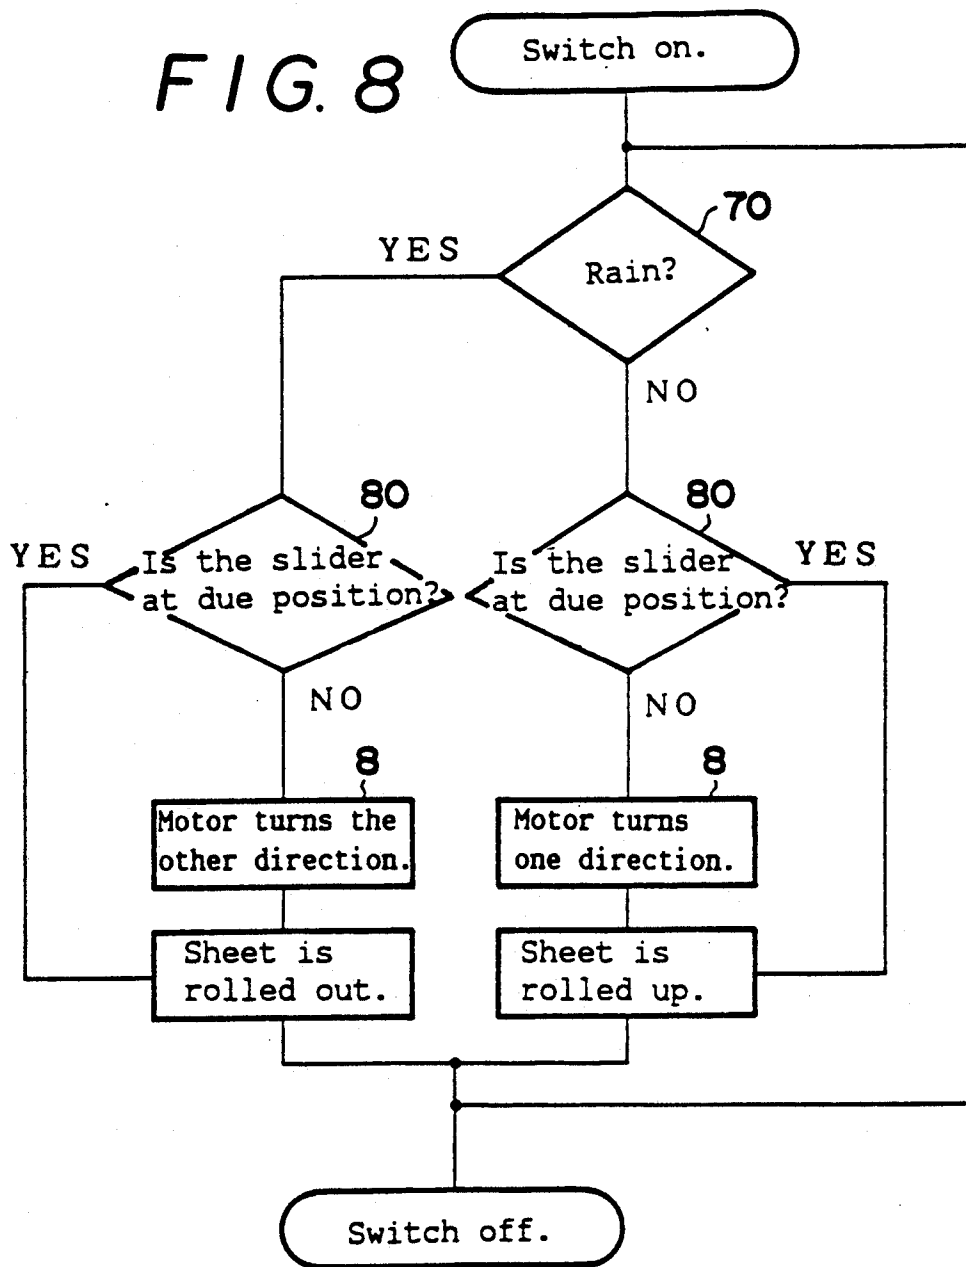 FIG. 8
Switch on.
70
YES
Rain?
NO
80
80
YES
Is the slider
at due position?
Is the slider
at due position?
YES
NO
NO
8
8
Motor turns the
other direction.
Motor turns
one direction.
Sheet is
rolled out.
Sheet is
rolled up.
Switch off.